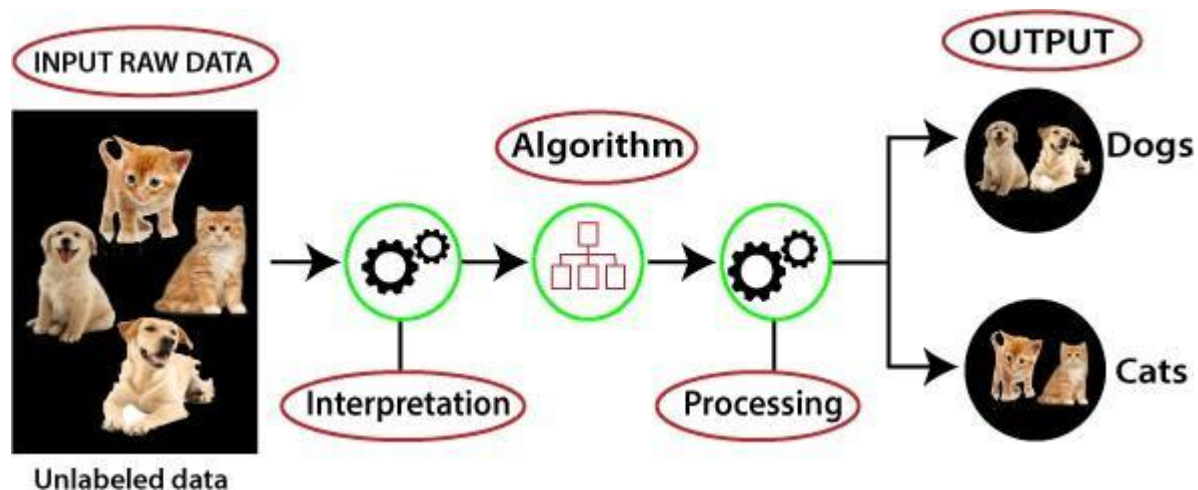 INPUT RAW DATA
OUTPUT
Algorithm
Dogs
Interpretation
Processing
Cats
Unlabeled data